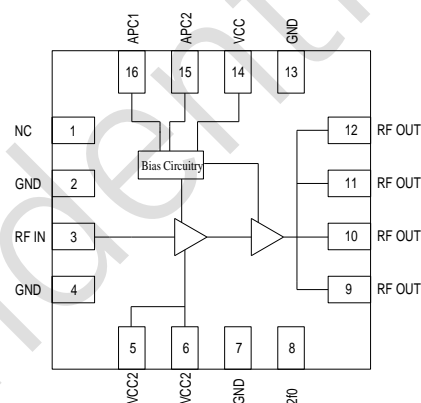 APC1
APC2
VCC
GND
16
15
14
13
NC
1
12
RF OUT
Bias Circuitry
GND
2
11
RF OUT
RF IN
3
10
RF OUT
GND
4
9
RF OUT
5
6
7
8
VCC2
VCC2
GND
2f0